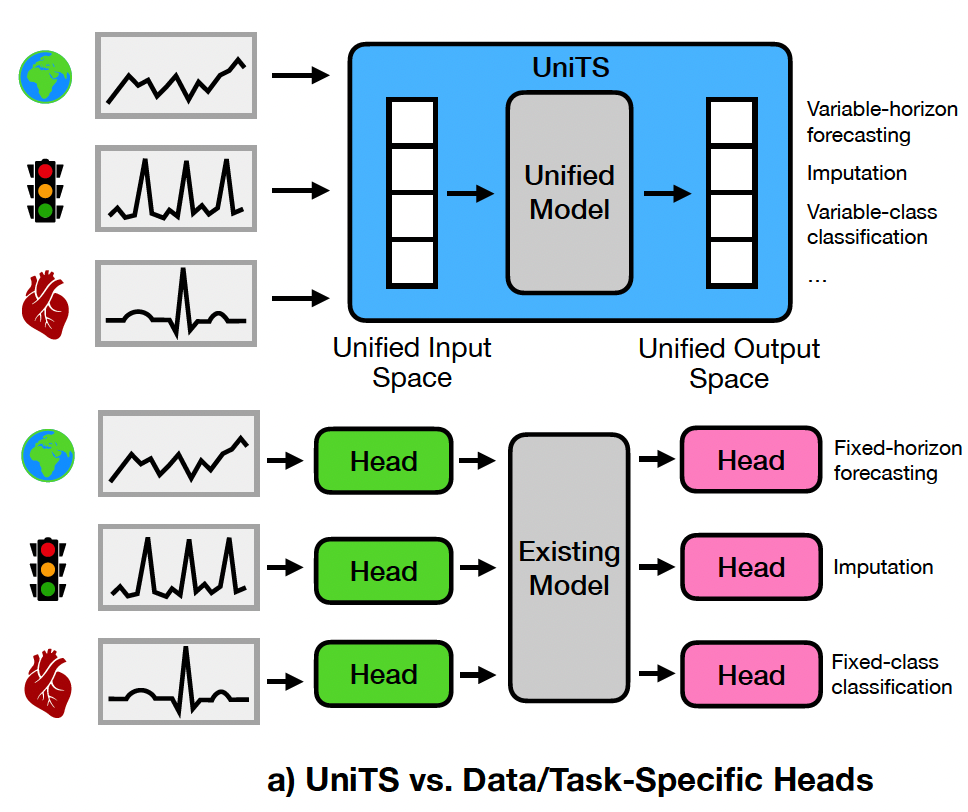 UniTS
Unified
Model
Variable-horizon
forecasting
Imputation
Variable-class
classification
...
Unified Input
Space
Unified Output
Space
Head
Head
Fixed-horizon
forecasting
Existing
Model
Head
Head
Imputation
Head
Head
Fixed-class
classification
a) UniTS vs. Data/Task-Specific Heads